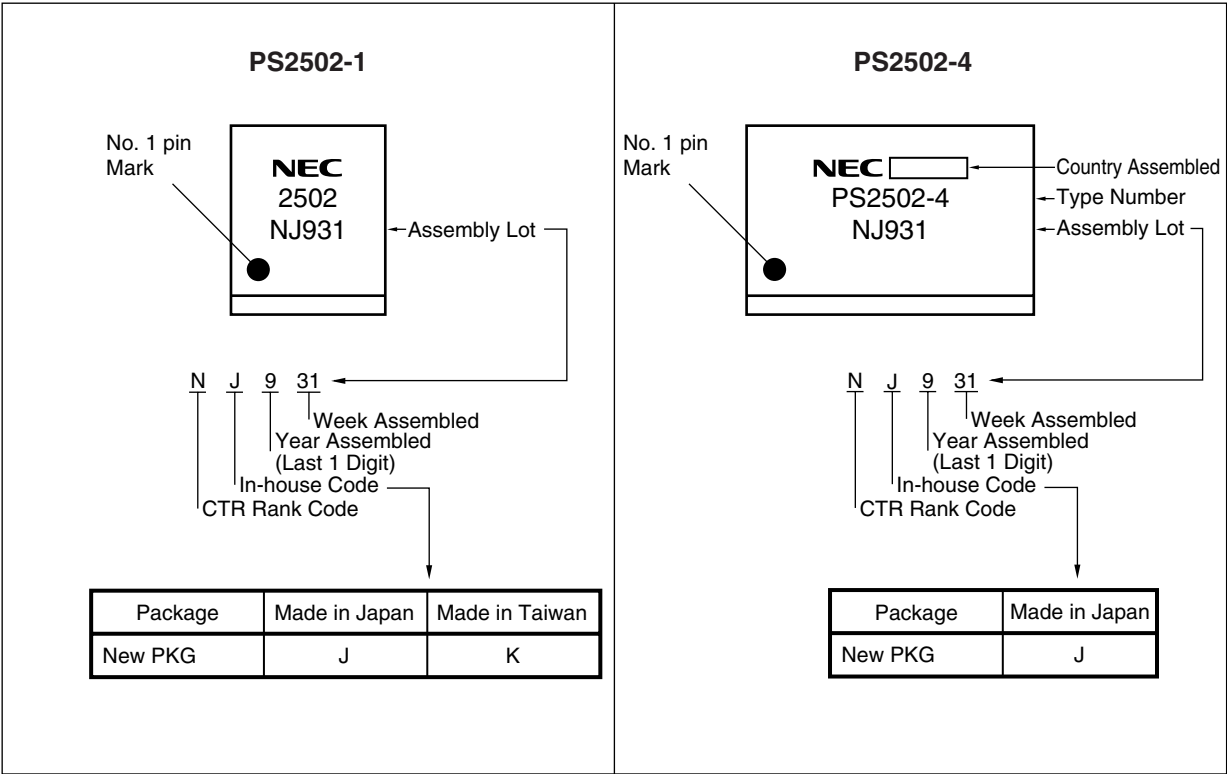 PS2502-1
No. 1 pin
Mark
NEC
2502
NJ931
Assembly Lot
N J 9 31
Week Assembled
Year Assembled
(Last 1 Digit)
In-house Code
CTR Rank Code
Package Made in Japan Made in Taiwan
New PKG J K
PS2502-4
No. 1 pin
Mark
NEC
Country Assembled
PS2502-4
Type Number
NJ931
Assembly Lot
N J 9 31
Week Assembled
Year Assembled
(Last 1 Digit)
In-house Code
CTR Rank Code
Package Made in Japan
New PKG J